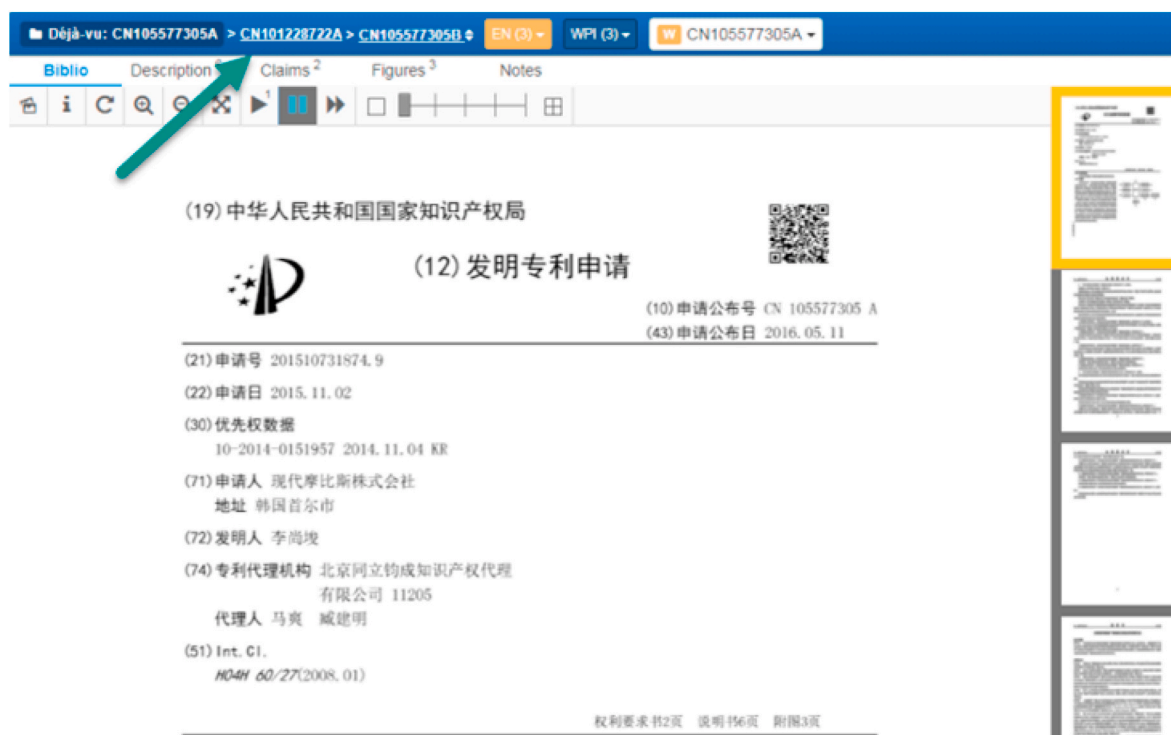 Déjà-vu: CN105577305A > CN101228722A > CN105577305B EN (3) WPI (3) W CN105577305A
Biblio Description Claims 2 Figures 3 Notes
1
(19)中华人民共和国国家知识产权局
(12)发明专利申请
(10)申请公布号 CN 105577305 A
(43)申请公布日 2016.05.11
(21)申请号 201510731874.9
(22)申请日 2015.11.02
(30)优先权数据
10-2014-0151957 2014.11.04 KR
(71)申请人 现代摩比斯株式会社
地址 韩国首尔市
(72)发明人 李尚埈
(74)专利代理机构 北京同立钧成知识产权代理
有限公司 11205
代理人 马爽 臧建明
(51)Int.Cl.
H04H 60/27(2008.01)
权利要求书2页 说明书6页 附图3页